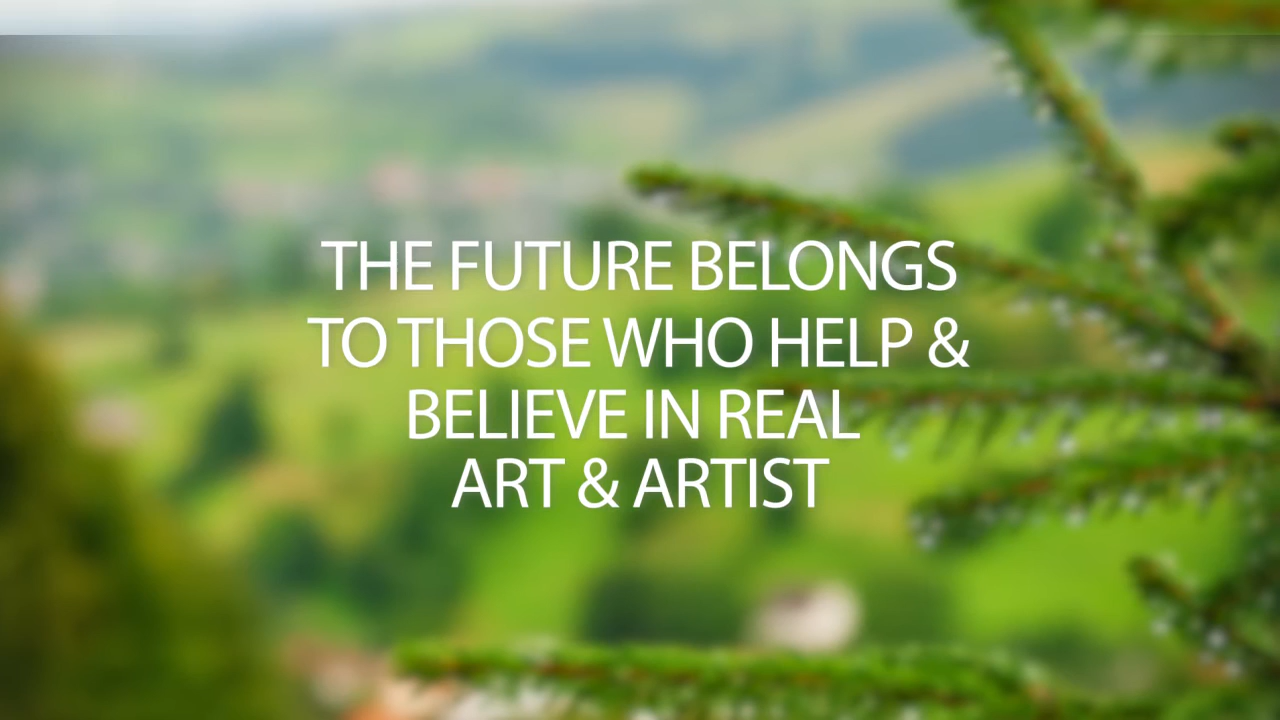 THE FUTURE BELONGS
TO THOSE WHO HELP &
BELIEVE IN REAL
ART & ARTIST